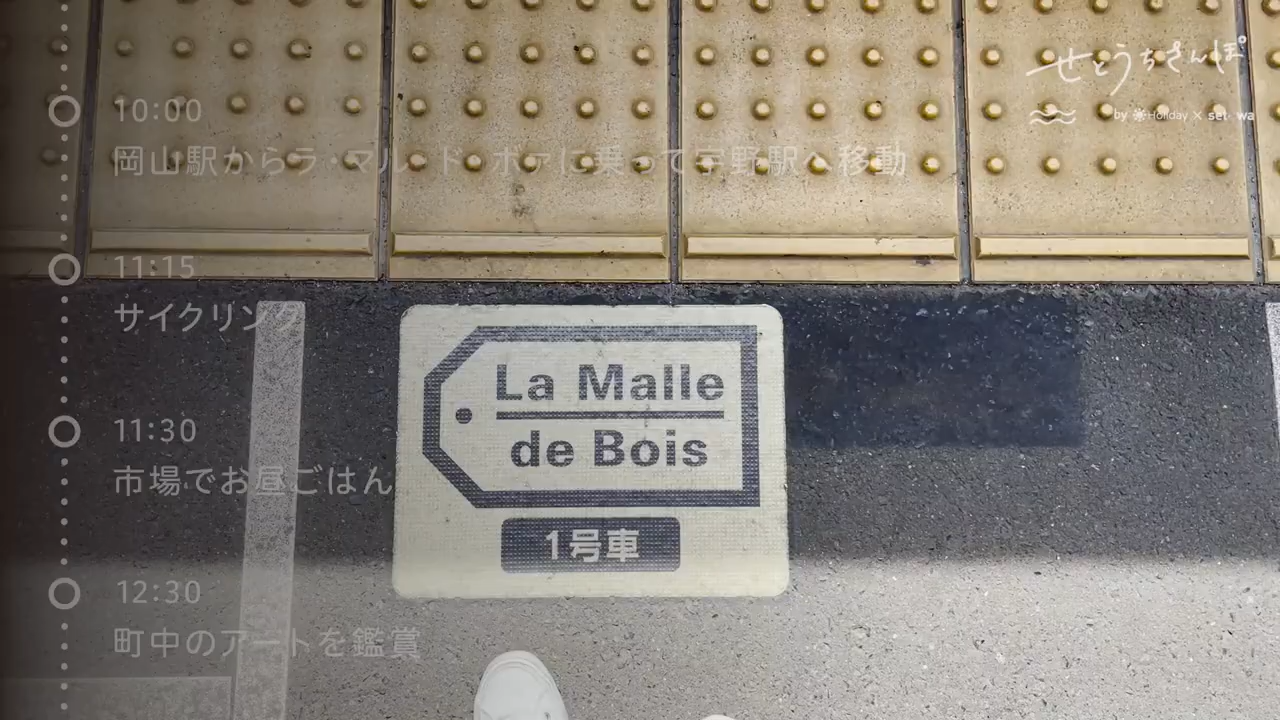 せとうちさんぽ
by Holiday × setowa
10:00
岡山駅からラ・マル・ド・ボァに乗って宇野駅へ移動
11:15
サイクリング
11:30
市場でお昼ごはん
12:30
町中のアートを鑑賞
La Malle
de Bois
1号車